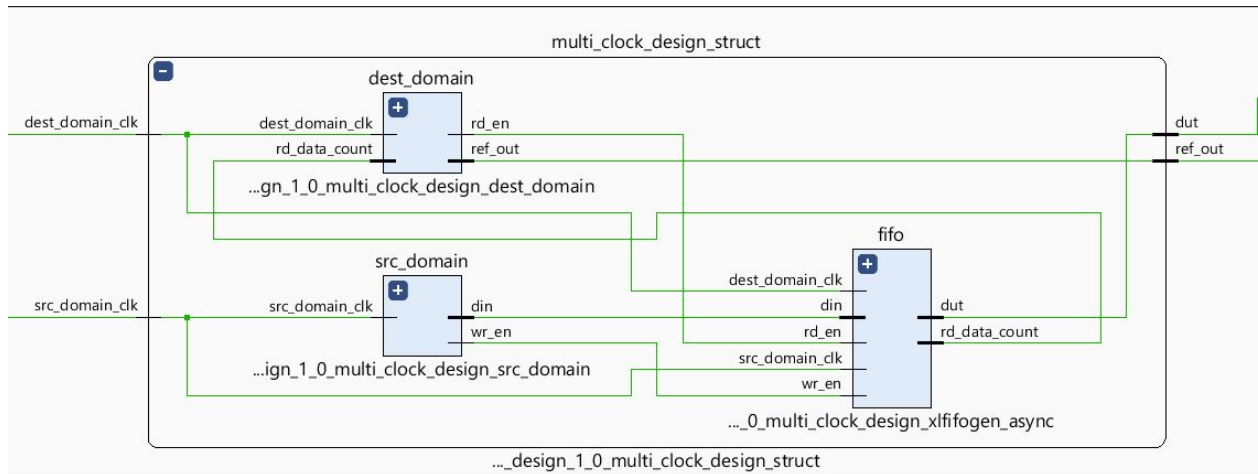 multi_clock_design_struct
dest_domain
dest_domain_clk
dest_domain_clk
rd_data_count
rd_en
ref_out
...gn_1_0_multi_clock_design_dest_domain
dut
ref_out
src_domain
src_domain_clk
src_domain_clk
din
wr_en
...ign_1_0_multi_clock_design_src_domain
fifo
dest_domain_clk
din
rd_en
src_domain_clk
wr_en
dut
rd_data_count
..._0_multi_clock_design_xlfifogen_async
..._design_1_0_multi_clock_design_struct